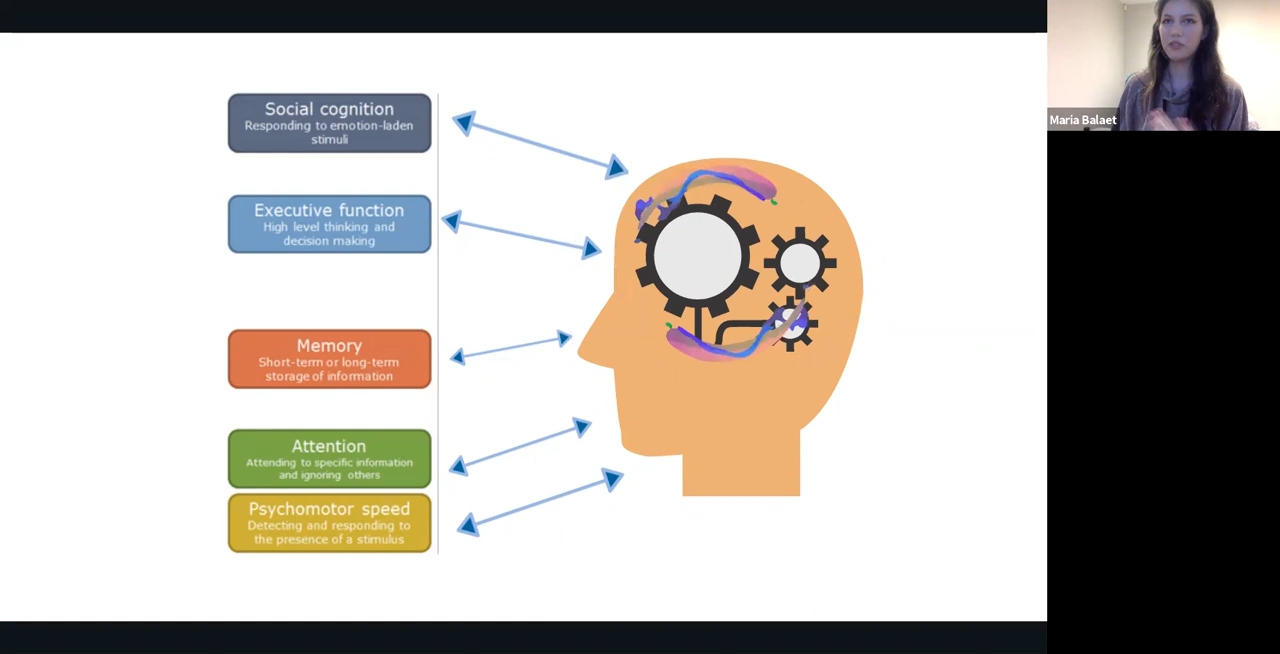 Social cognition
Responding to emotion-laden
stimuli
Executive function
High level thinking and
decision making
Memory
Short-term or long-term
storage of information
Attention
Attending to specific information
and ignoring others
Psychomotor speed
Detecting and responding to
the presence of a stimulus
Maria Balaet